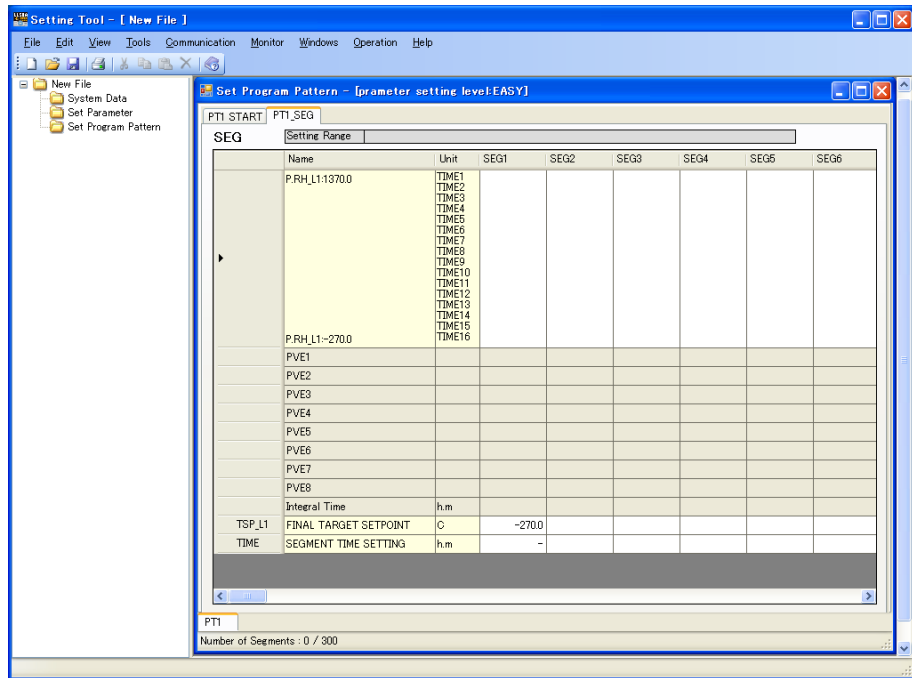 Setting Tool - [ New File ]
File Edit View Tools Communication Monitor Windows Operation Help
New File
System Data
Set Parameter
Set Program Pattern
Set Program Pattern - [prameter setting level:EASY]
PT1 START PT1_SEG
SEG Setting Range
Name Unit SEG1 SEG2 SEG3 SEG4 SEG5 SEG6
P.RH_L1:1370.0 TIME1
TIME2
TIME3
TIME4
TIME5
TIME6
TIME7
TIME8
TIME9
TIME10
TIME11
TIME12
TIME13
TIME14
TIME15
P.RH_L1:-270.0 TIME16
PVE1
PVE2
PVE3
PVE4
PVE5
PVE6
PVE7
PVE8
Integral Time h.m
TSP_L1 FINAL TARGET SETPOINT C -270.0
TIME SEGMENT TIME SETTING h.m -
PT1
Number of Segments : 0 / 300